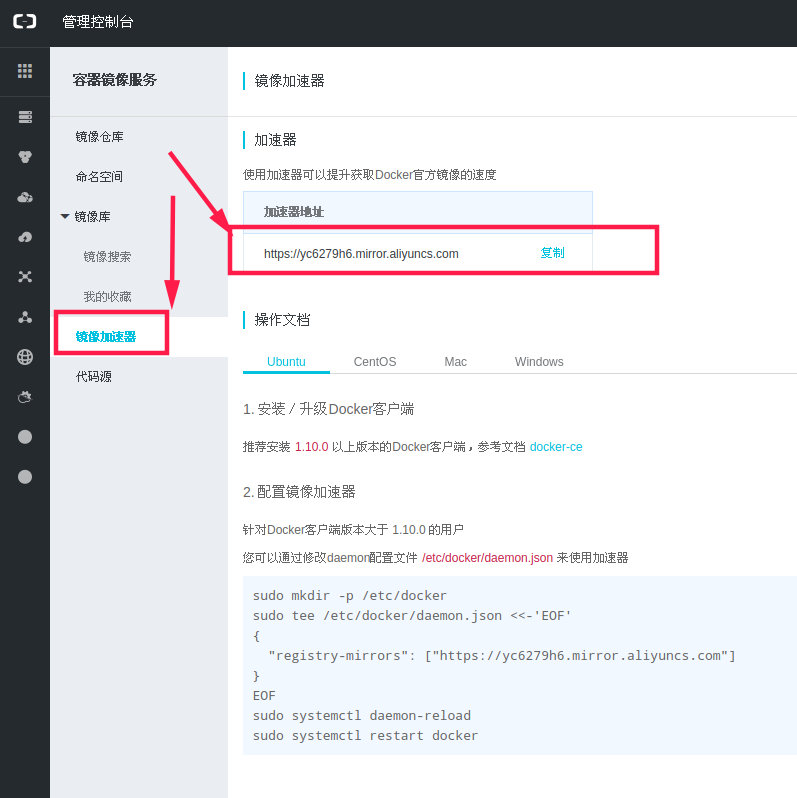 管理控制台
容器镜像服务
镜像仓库
命名空间
镜像库
镜像搜索
我的收藏
镜像加速器
代码源
镜像加速器
加速器
使用加速器可以提升获取Docker官方镜像的速度
加速器地址
https://yc6279h6.mirror.aliyuncs.com 复制
操作文档
Ubuntu CentOS Mac Windows
1. 安装 / 升级Docker客户端
推荐安装 1.10.0 以上版本的Docker客户端，参考文档 docker-ce
2. 配置镜像加速器
针对Docker客户端版本大于 1.10.0 的用户
您可以通过修改daemon配置文件 /etc/docker/daemon.json 来使用加速器
sudo mkdir -p /etc/docker
sudo tee /etc/docker/daemon.json <<-'EOF'
{
  "registry-mirrors": ["https://yc6279h6.mirror.aliyuncs.com"]
}
EOF
sudo systemctl daemon-reload
sudo systemctl restart docker